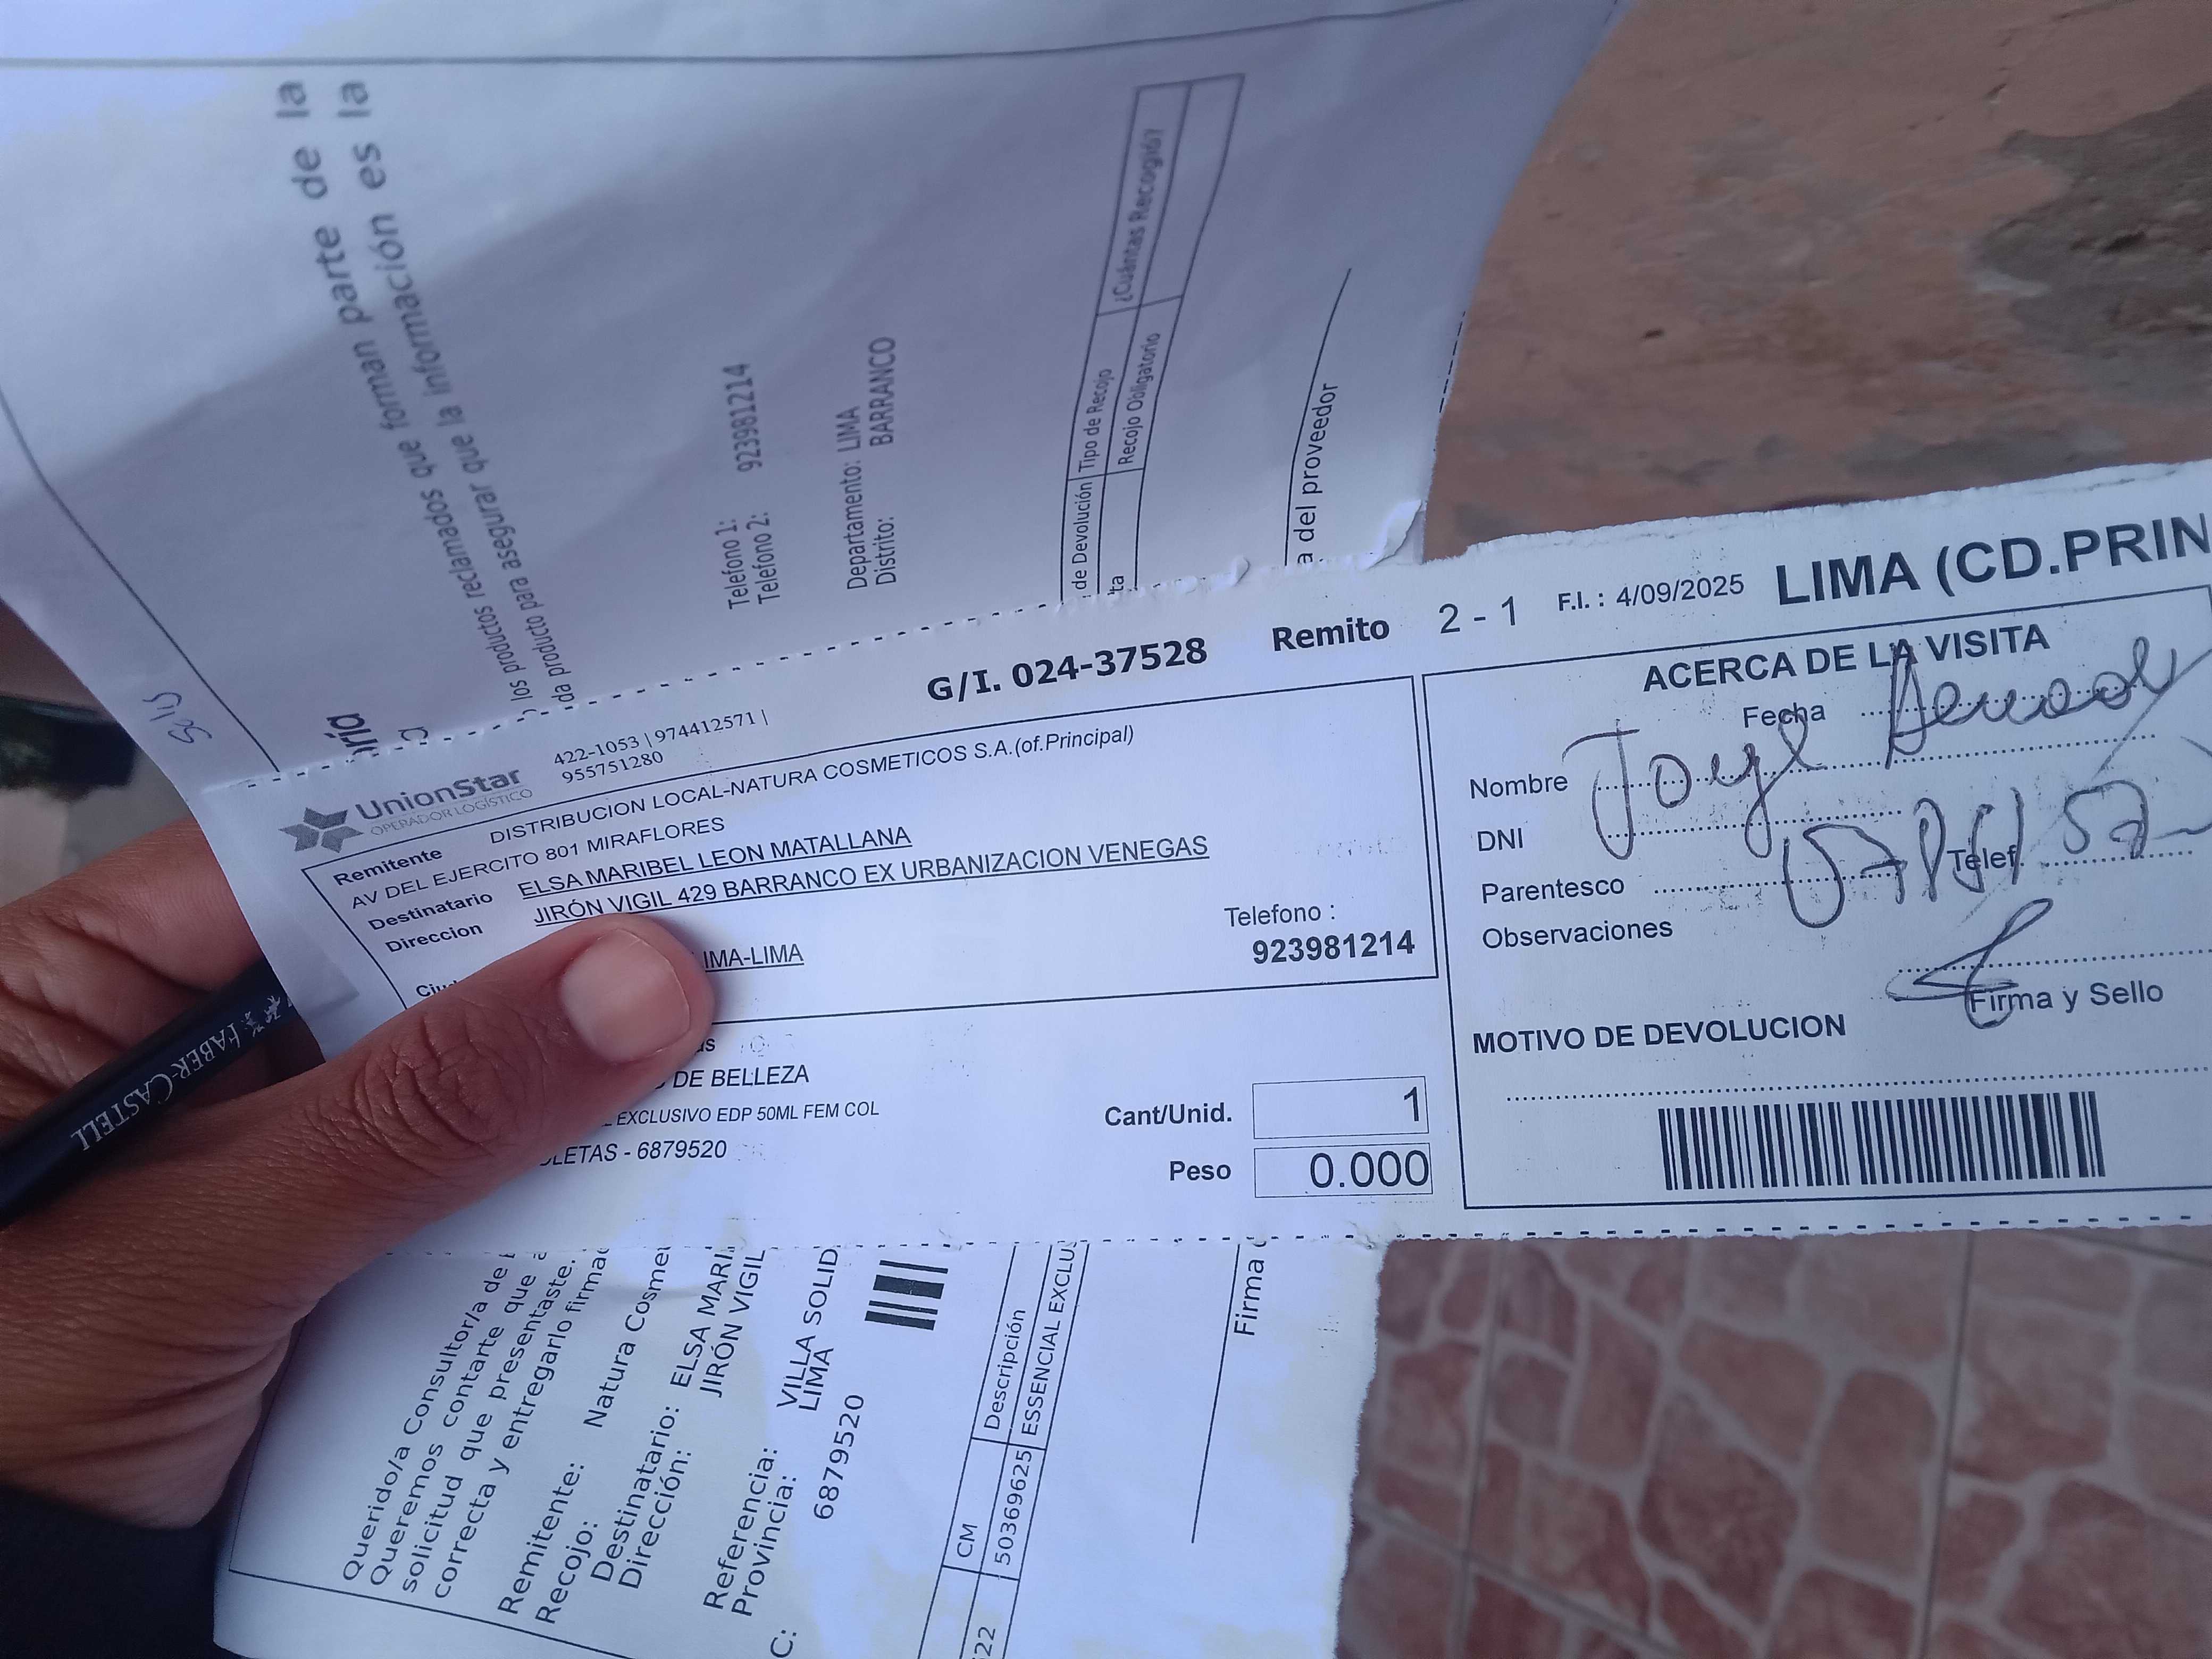 UnionStar
OPERADOR LOGÍSTICO
422-1053 | 974412571 |
955751280
G/I. 024-37528 Remito 2 - 1 F.I. : 4/09/2025 LIMA (CD.PRIN
Remitente DISTRIBUCION LOCAL-NATURA COSMETICOS S.A.(of.Principal)
AV DEL EJERCITO 801 MIRAFLORES
Destinatario ELSA MARIBEL LEON MATALLANA
Direccion JIRÓN VIGIL 429 BARRANCO EX URBANIZACION VENEGAS
IMA-LIMA
Telefono :
923981214
DE BELLEZA
EXCLUSIVO EDP 50ML FEM COL
LETAS - 6879520
Cant/Unid. 1
Peso 0.000
ACERCA DE LA VISITA
Fecha
Nombre Jorge
DNI
Parentesco Telef.
Observaciones
Firma y Sello
MOTIVO DE DEVOLUCION
parte de la
los productos reclamados que forman
da producto para asegurar que la información es la
Telefono 1:
Telefono 2: 923981214
Departamento: LIMA
Distrito: BARRANCO
de Devolución Tipo de Recojo ¿Cuántas Recogió?
ta Recojo Obligatorio
a del proveedor
Querido/a Consultor/a de
Queremos contarte que
solicitud que presentaste.
correcta y entregarlo
Remitente: Natura
Recojo:
Destinatario: ELSA MARI
Dirección: JIRÓN VIGIL
Referencia: VILLA SOLID
Provincia: LIMA
C: 6879520
CM Descripción
22 50369625 ESSENCIAL EXCLU
Firma
FABER-CASTELL